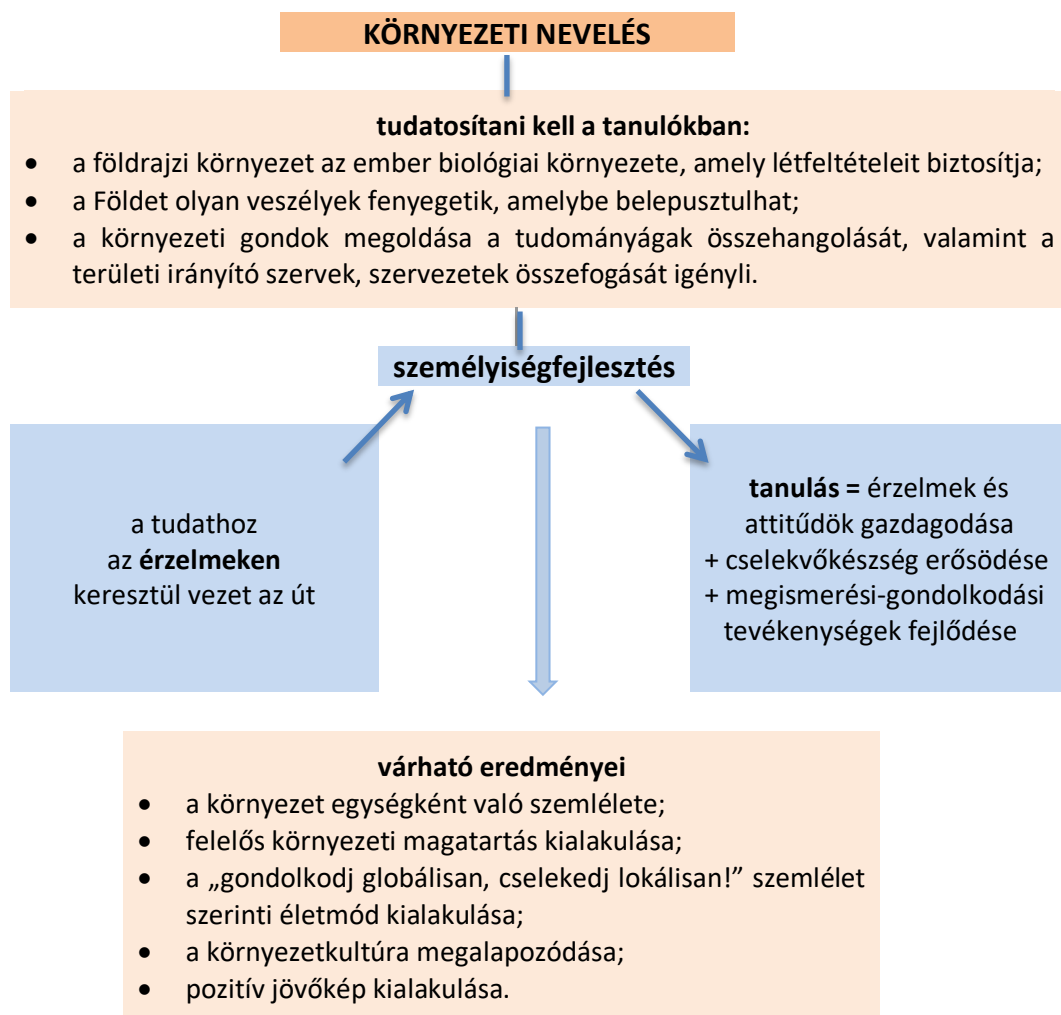 KÖRNYEZETI NEVELÉS
tudatosítani kell a tanulókban:
• a földrajzi környezet az ember biológiai környezete, amely létfeltételeit biztosítja;
• a Földet olyan veszélyek fenyegetik, amelybe belepusztulhat;
• a környezeti gondok megoldása a tudományágak összehangolását, valamint a
területi irányító szervek, szervezetek összefogását igényli.
személyiségfejlesztés
a tudathoz
az érzelmeken
keresztül vezet az út
tanulás = érzelmek és
attitűdök gazdagodása
+ cselekvőkészség erősödése
+ megismerési-gondolkodási
tevékenységek fejlődése
várható eredményei
• a környezet egységként való szemlélete;
• felelős környezeti magatartás kialakulása;
• a „gondolkodj globálisan, cselekedj lokálisan!” szemlélet
szerinti életmód kialakulása;
• a környezetkultúra megalapozódása;
• pozitív jövőkép kialakulása.